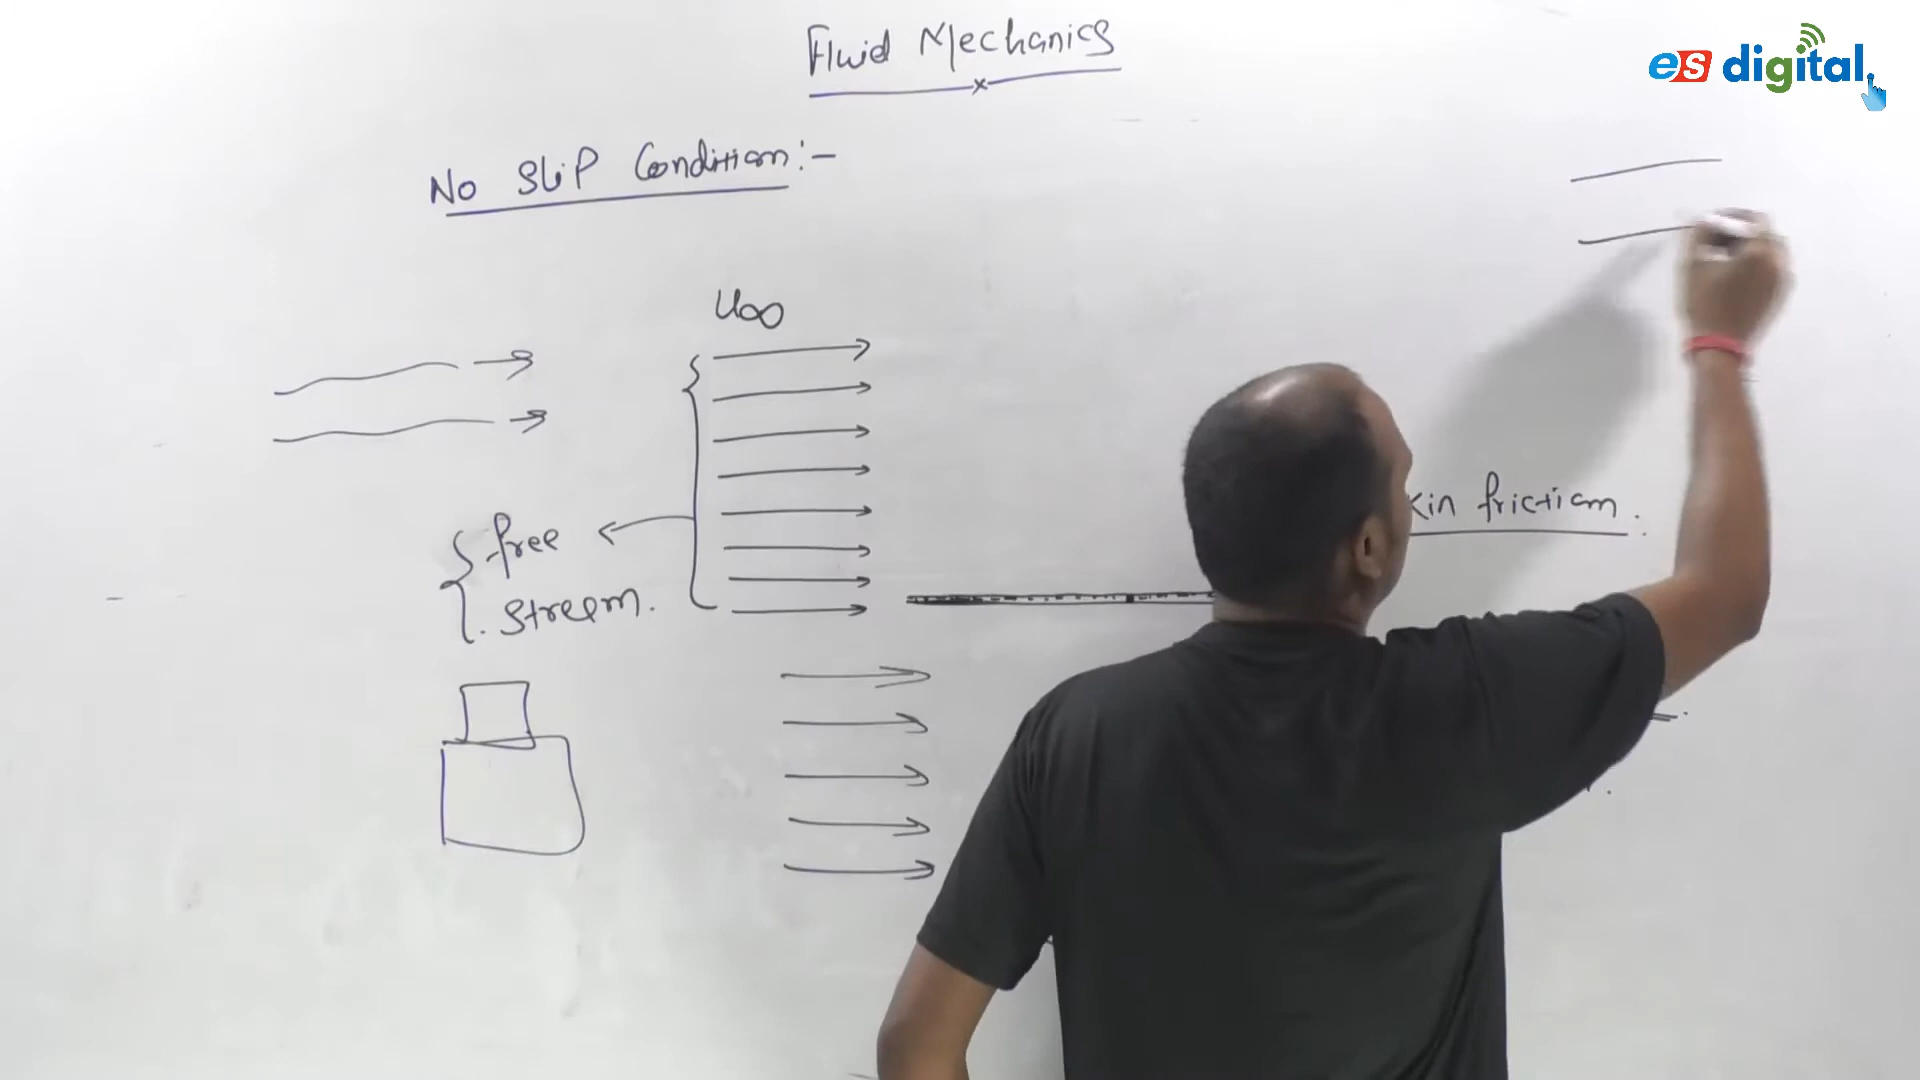 Fluid Mechanics
es digital
No Slip Condition:-
U∞
kin friction.
free
stream.